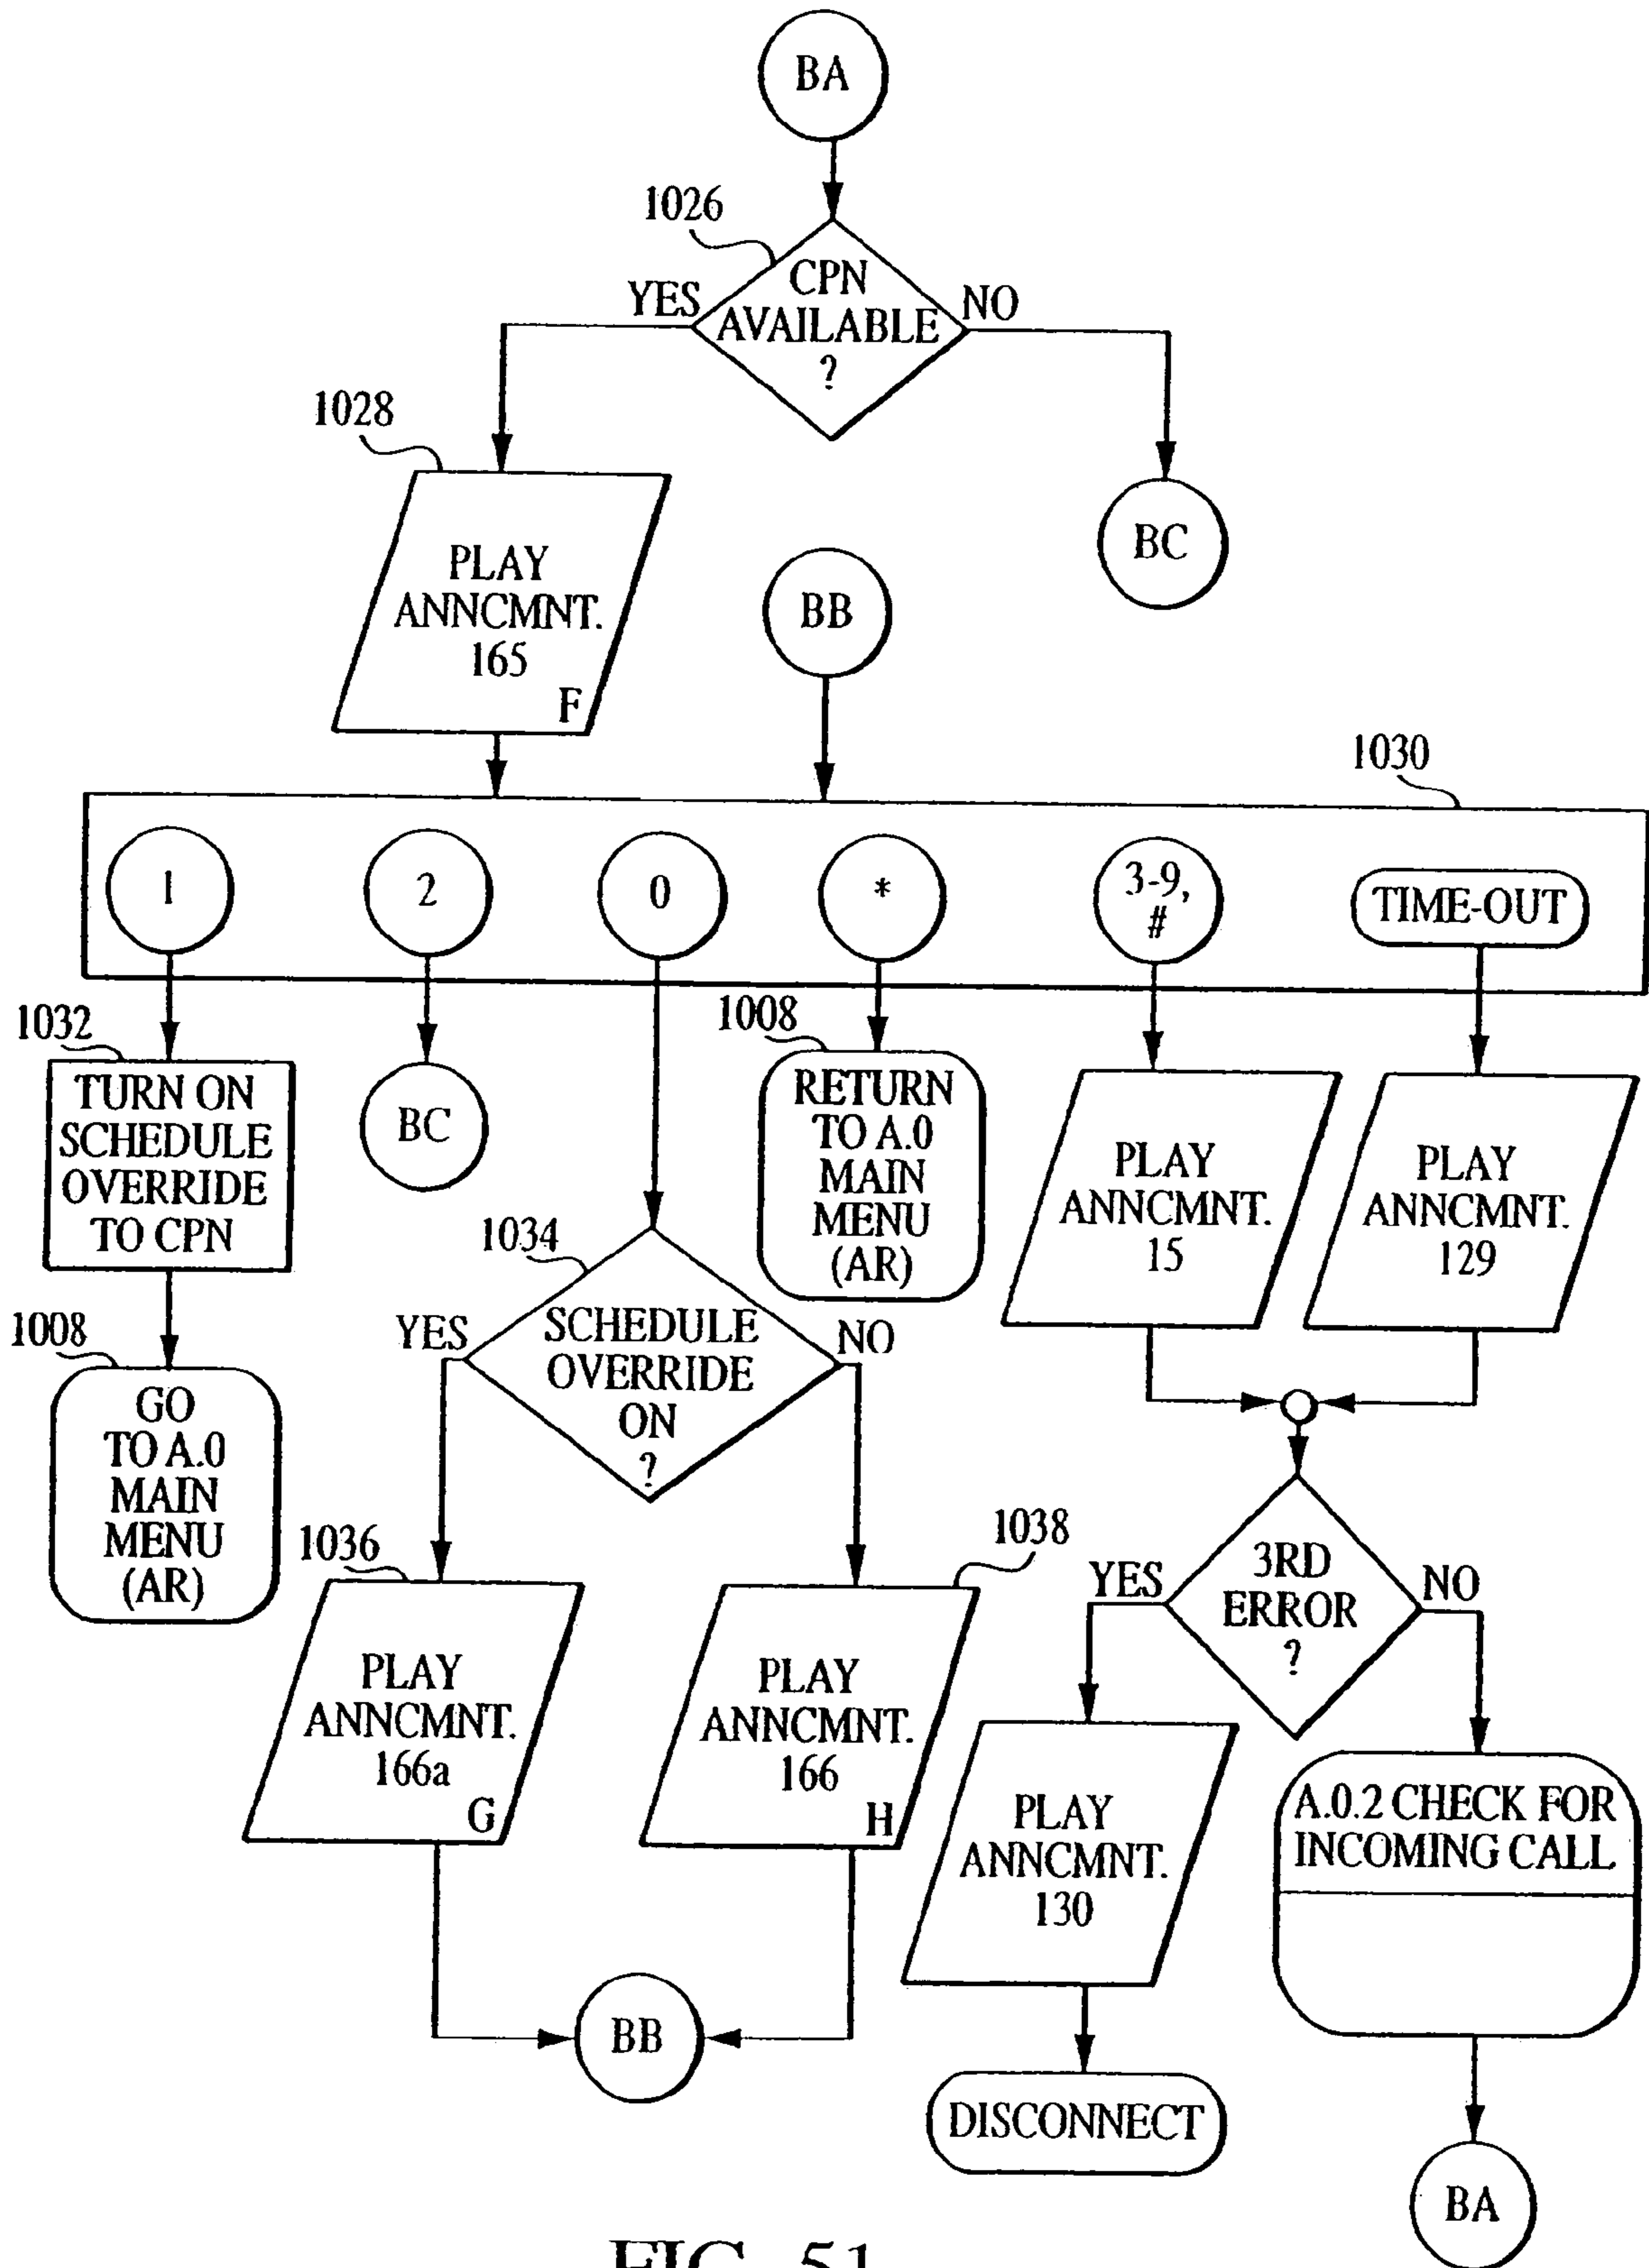 BA
1026
CPN
AVAILABLE
?
YES
NO
1028
PLAY
ANNCMNT.
165
F
BC
BB
1030
1
2
0
*
3-9,
#
TIME-OUT
1032
TURN ON
SCHEDULE
OVERRIDE
TO CPN
BC
1008
RETURN
TO A.0
MAIN
MENU
(AR)
PLAY
ANNCMNT.
15
PLAY
ANNCMNT.
129
1034
SCHEDULE
OVERRIDE
ON
?
YES
NO
1008
GO
TO A.0
MAIN
MENU
(AR)
1036
PLAY
ANNCMNT.
166a
G
1038
PLAY
ANNCMNT.
166
H
3RD
ERROR
?
YES
NO
PLAY
ANNCMNT.
130
A.0.2 CHECK FOR
INCOMING CALL
BB
DISCONNECT
BA
FIG. 51